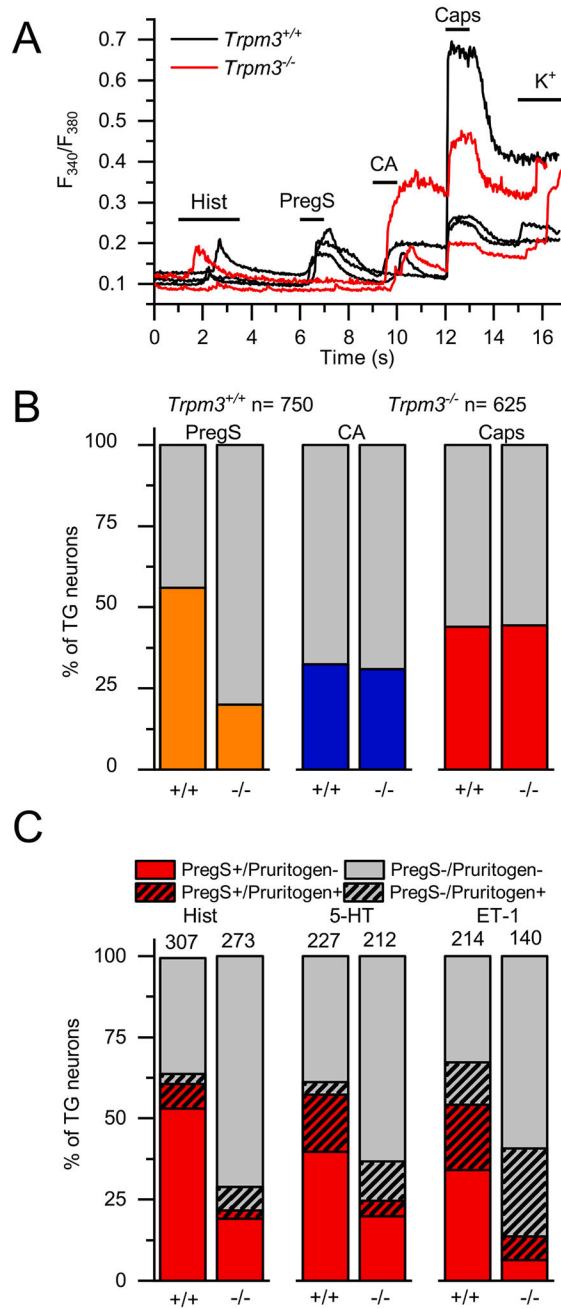 A
Trpm3+/+
Trpm3-/-
Caps
K+
CA
Hist
PregS
F340/F380
0.7
0.6
0.5
0.4
0.3
0.2
0.1
0 2 4 6 8 10 12 14 16
Time (s)
B
Trpm3+/+ n= 750 Trpm3-/- n= 625
PregS CA Caps
% of TG neurons
100
75
50
25
0
+/+ -/- +/+ -/- +/+ -/-
C
PregS+/Pruritogen- PregS-/Pruritogen-
PregS+/Pruritogen+ PregS-/Pruritogen+
Hist 5-HT ET-1
307 273 227 212 214 140
% of TG neurons
100
75
50
25
0
+/+ -/- +/+ -/- +/+ -/-